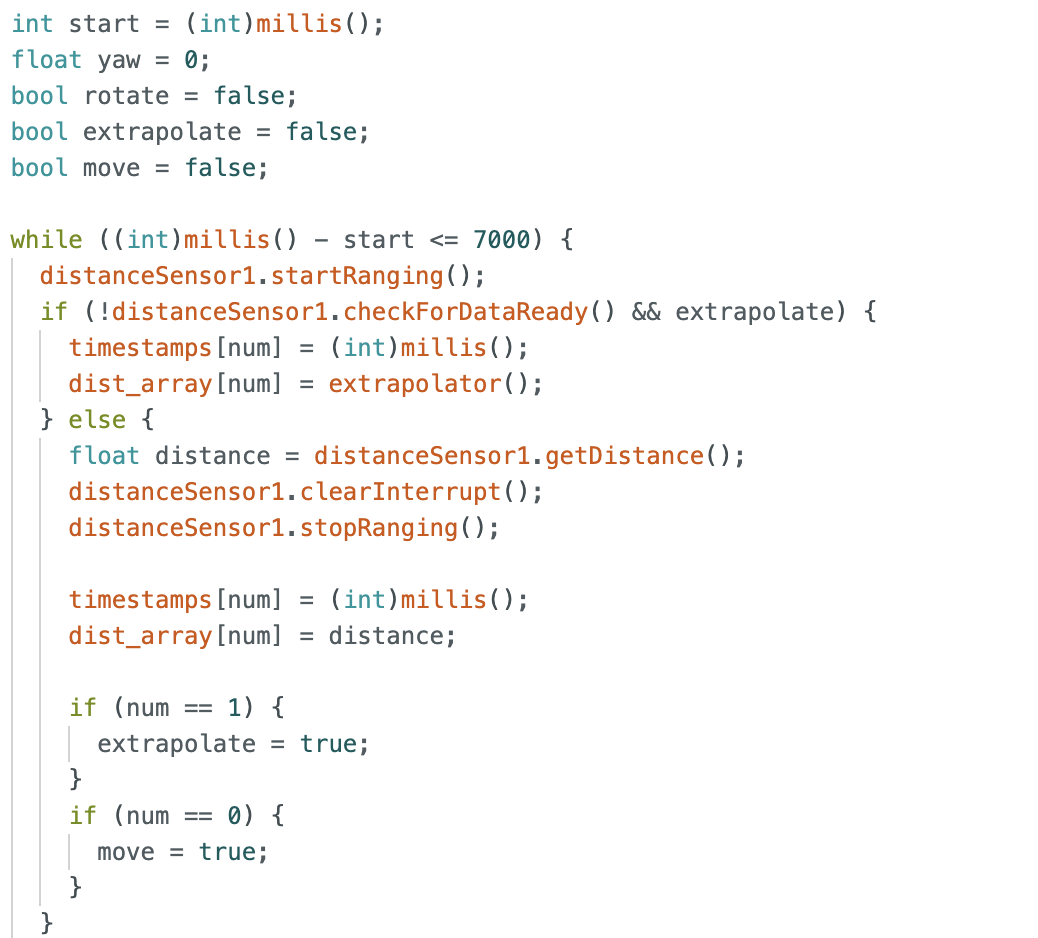 int start = (int)millis();
float yaw = 0;
bool rotate = false;
bool extrapolate = false;
bool move = false;

while ((int)millis() - start <= 7000) {
  distanceSensor1.startRanging();
  if (!distanceSensor1.checkForDataReady() && extrapolate) {
    timestamps[num] = (int)millis();
    dist_array[num] = extrapolator();
  } else {
    float distance = distanceSensor1.getDistance();
    distanceSensor1.clearInterrupt();
    distanceSensor1.stopRanging();

    timestamps[num] = (int)millis();
    dist_array[num] = distance;

    if (num == 1) {
      extrapolate = true;
    }
    if (num == 0) {
      move = true;
    }
  }